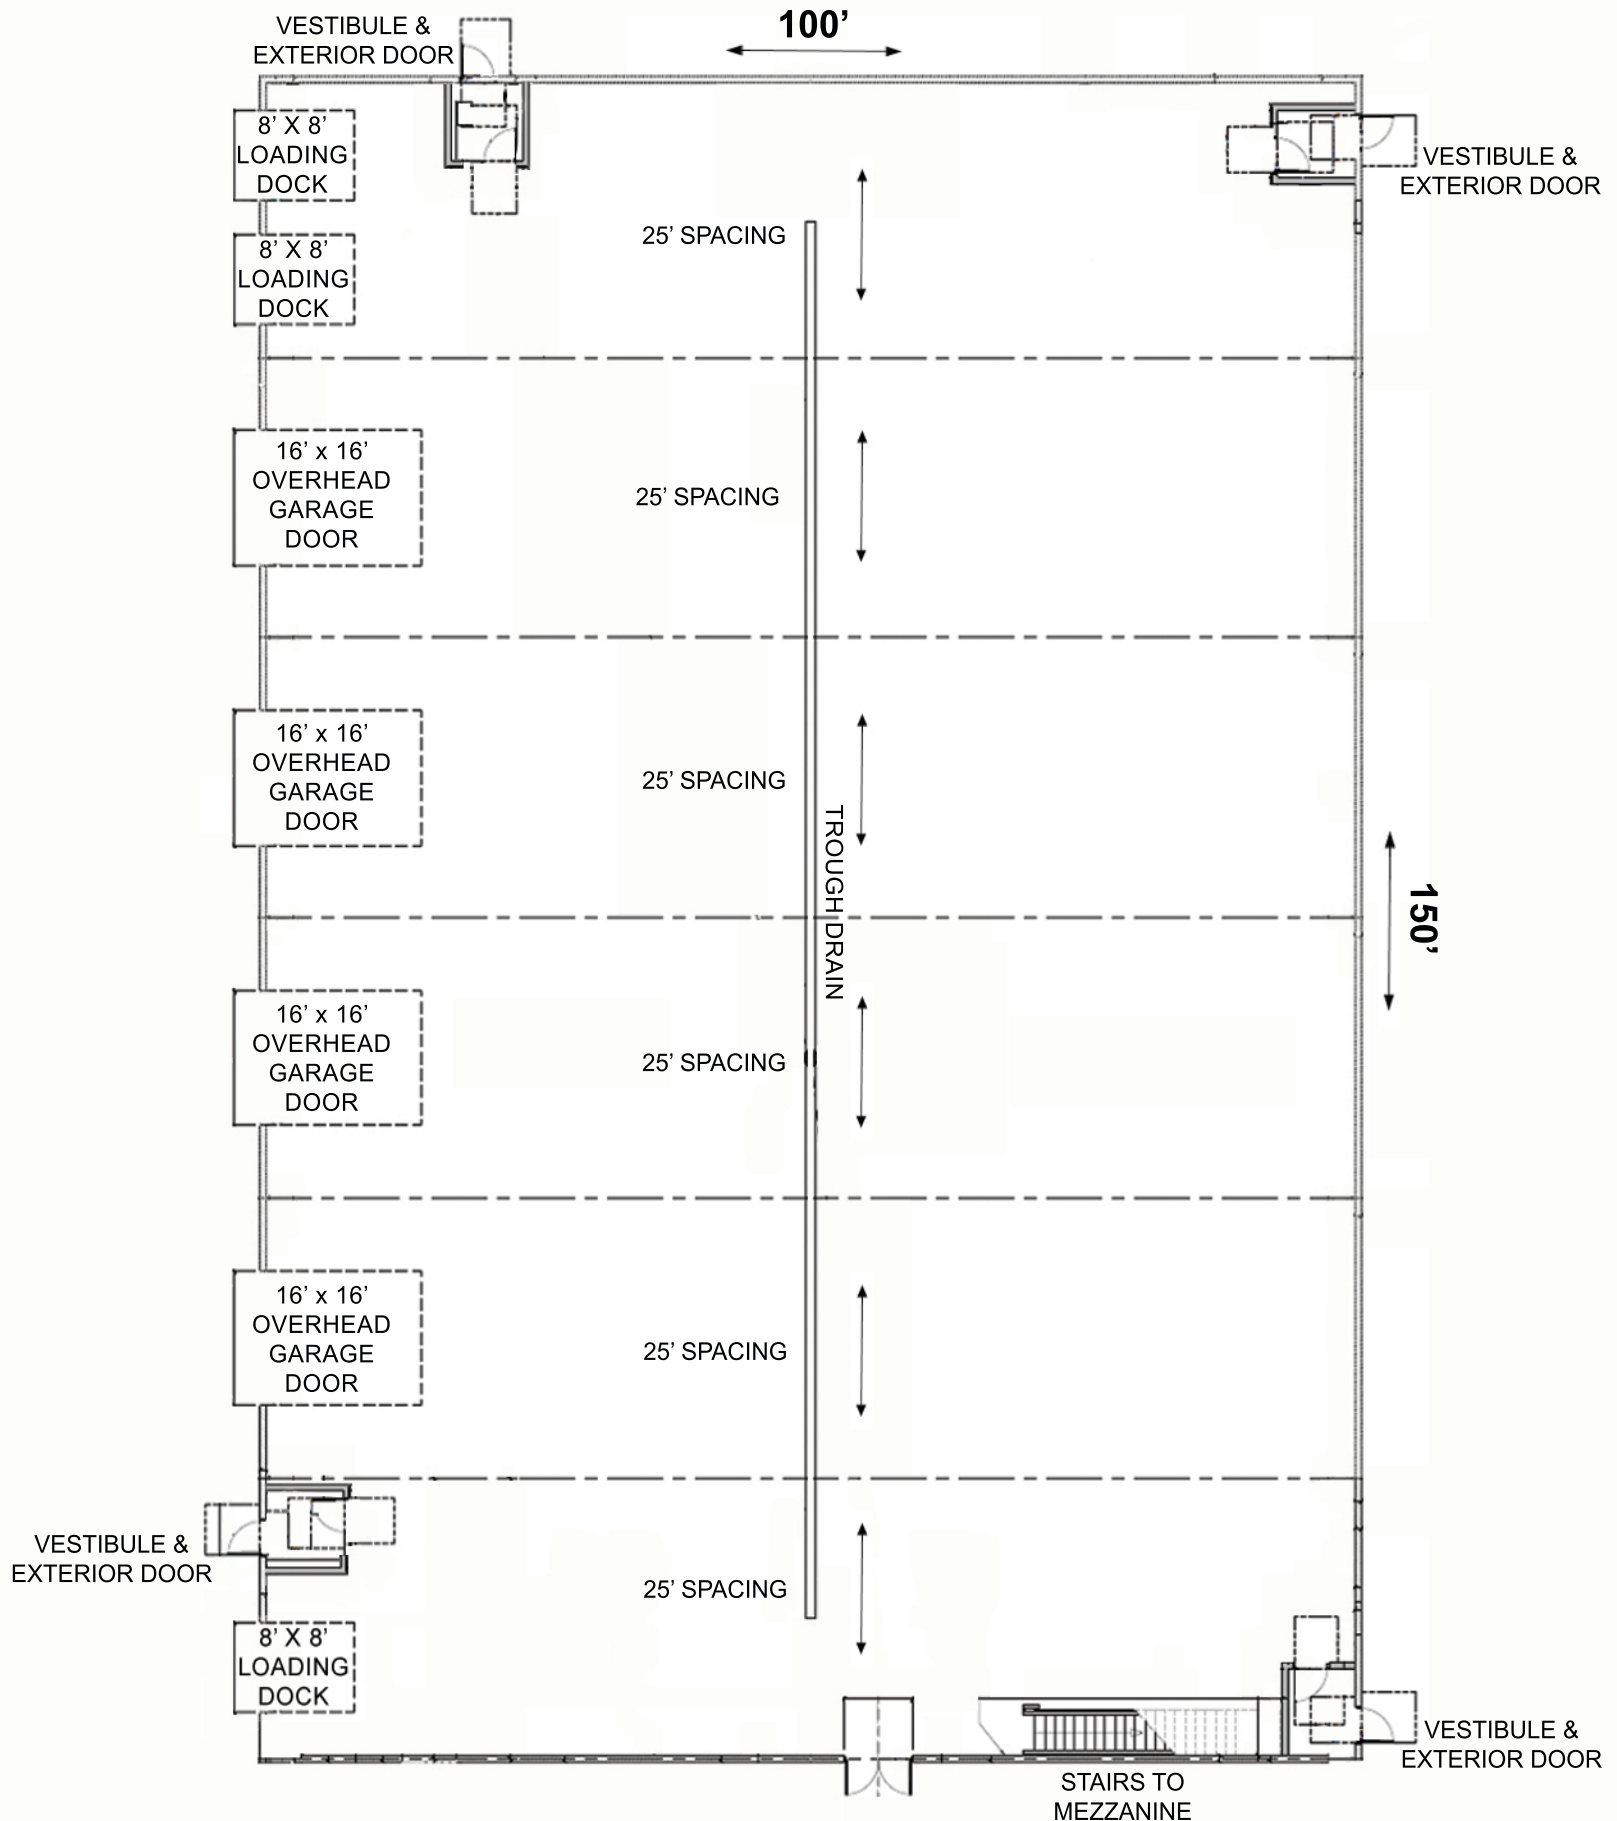 VESTIBULE &
EXTERIOR DOOR
100’
8’ X 8’
LOADING
DOCK
VESTIBULE &
EXTERIOR DOOR
25’ SPACING
8’ X 8’
LOADING
DOCK
16’ x 16’
OVERHEAD
GARAGE
DOOR
25’ SPACING
16’ x 16’
OVERHEAD
GARAGE
DOOR
25’ SPACING
TROUGH DRAIN
150’
16’ x 16’
OVERHEAD
GARAGE
DOOR
25’ SPACING
16’ x 16’
OVERHEAD
GARAGE
DOOR
25’ SPACING
VESTIBULE &
EXTERIOR DOOR
25’ SPACING
8’ X 8’
LOADING
DOCK
VESTIBULE &
EXTERIOR DOOR
STAIRS TO
MEZZANINE